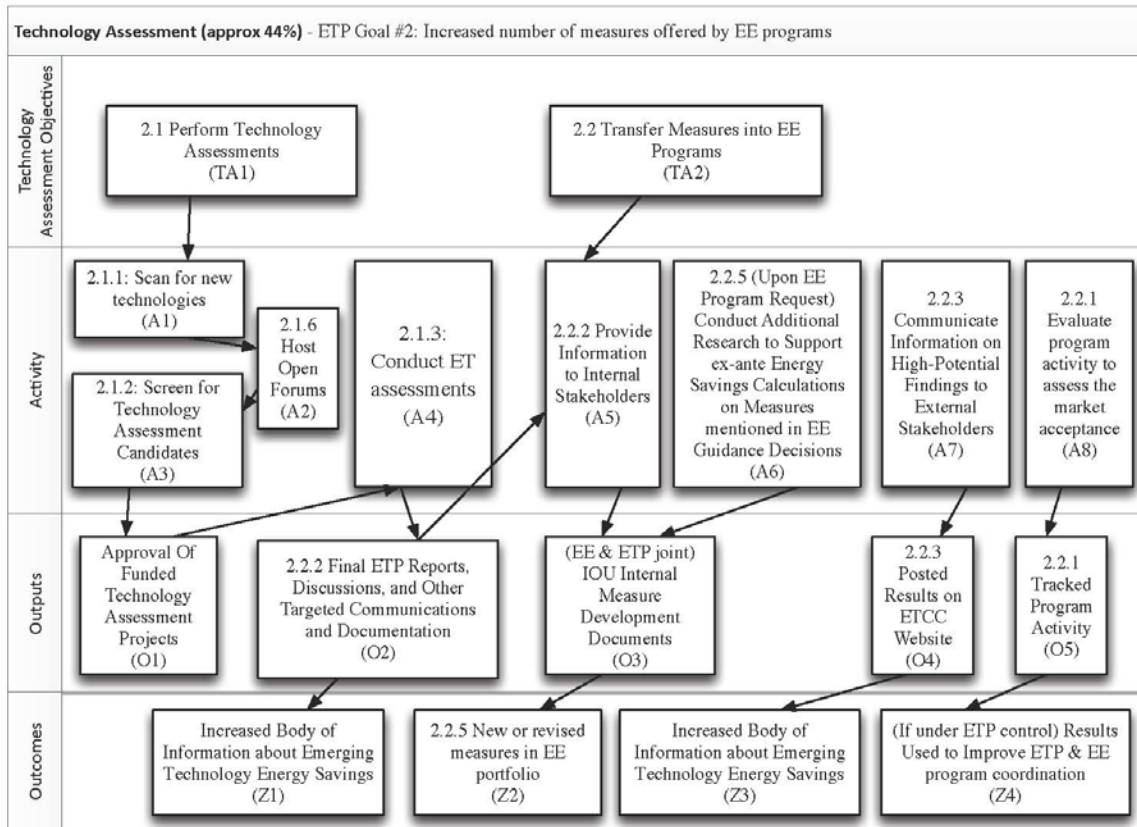 Technology Assessment (approx 44%) - ETP Goal #2: Increased number of measures offered by EE programs
Technology
Assessment Objectives
2.1 Perform Technology
Assessments
(TA1)
2.2 Transfer Measures into EE
Programs
(TA2)
Activity
2.1.1: Scan for new
technologies
(A1)
2.1.6
Host
Open
Forums
(A2)
2.1.2: Screen for
Technology
Assessment
Candidates
(A3)
2.1.3:
Conduct ET
assessments
(A4)
2.2.2 Provide
Information
to Internal
Stakeholders
(A5)
2.2.5 (Upon EE
Program Request)
Conduct Additional
Research to Support
ex-ante Energy
Savings Calculations
on Measures
mentioned in EE
Guidance Decisions)
(A6)
2.2.3
Communicate
Information on
High-Potential
Findings to
External
Stakeholders
(A7)
2.2.1
Evaluate
program
activity to
assess the
market
acceptance)
(A8)
Outputs
Approval Of
Funded
Technology
Assessment
Projects
(O1)
2.2.2 Final ETP Reports,
Discussions, and Other
Targeted Communications
and Documentation
(O2)
(EE & ETP joint)
IOU Internal
Measure
Development
Documents
(O3)
2.2.3
Posted
Results on
ETCC
Website
(O4)
2.2.1
Tracked
Program
Activity
(O5)
Outcomes
Increased Body of
Information about Emerging
Technology Energy Savings
(Z1)
2.2.5 New or revised
measures in EE
portfolio
(Z2)
Increased Body of
Information about Emerging
Technology Energy Savings
(Z3)
(If under ETP control) Results
Used to Improve ETP & EE
program coordination
(Z4)